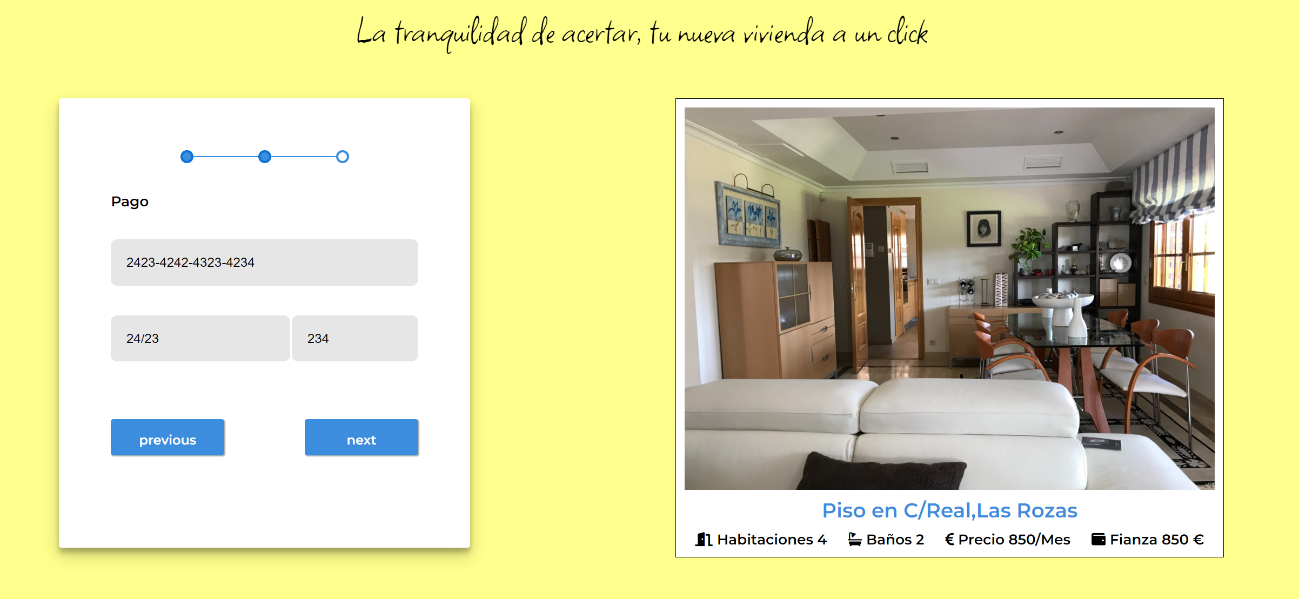 La tranquilidad de acertar, tu nueva vivienda a un click
Pago
2423-4242-4323-4234
24/23 234
previous next
Piso en C/Real,Las Rozas
Habitaciones 4 Baños 2 € Precio 850/Mes Fianza 850 €